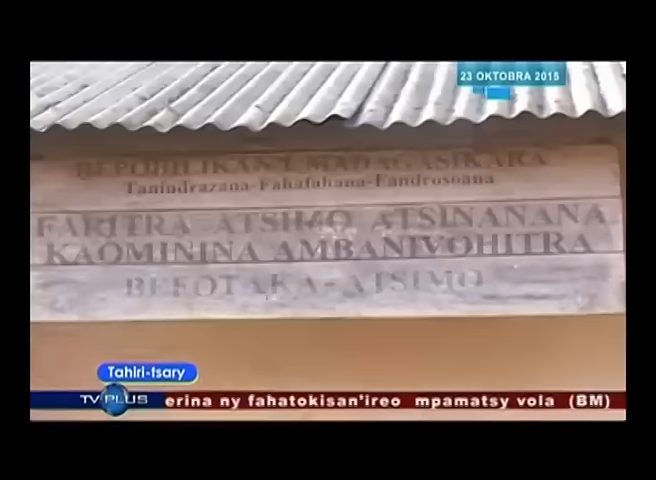 23 OKTOBRA 2015
REPOBILIKAN'I MADAGASIKARA
Tanindrazana-Fahafahana-Fandrosoana
FARITRA ATSIMO ATSINANANA
KAOMININA AMBANIVOHITRA
BEFOTAKA-ATSIMO
Tahiri-tsary
TV PLUS erina ny fahatokisan'ireo mpamatsy vola (BM)